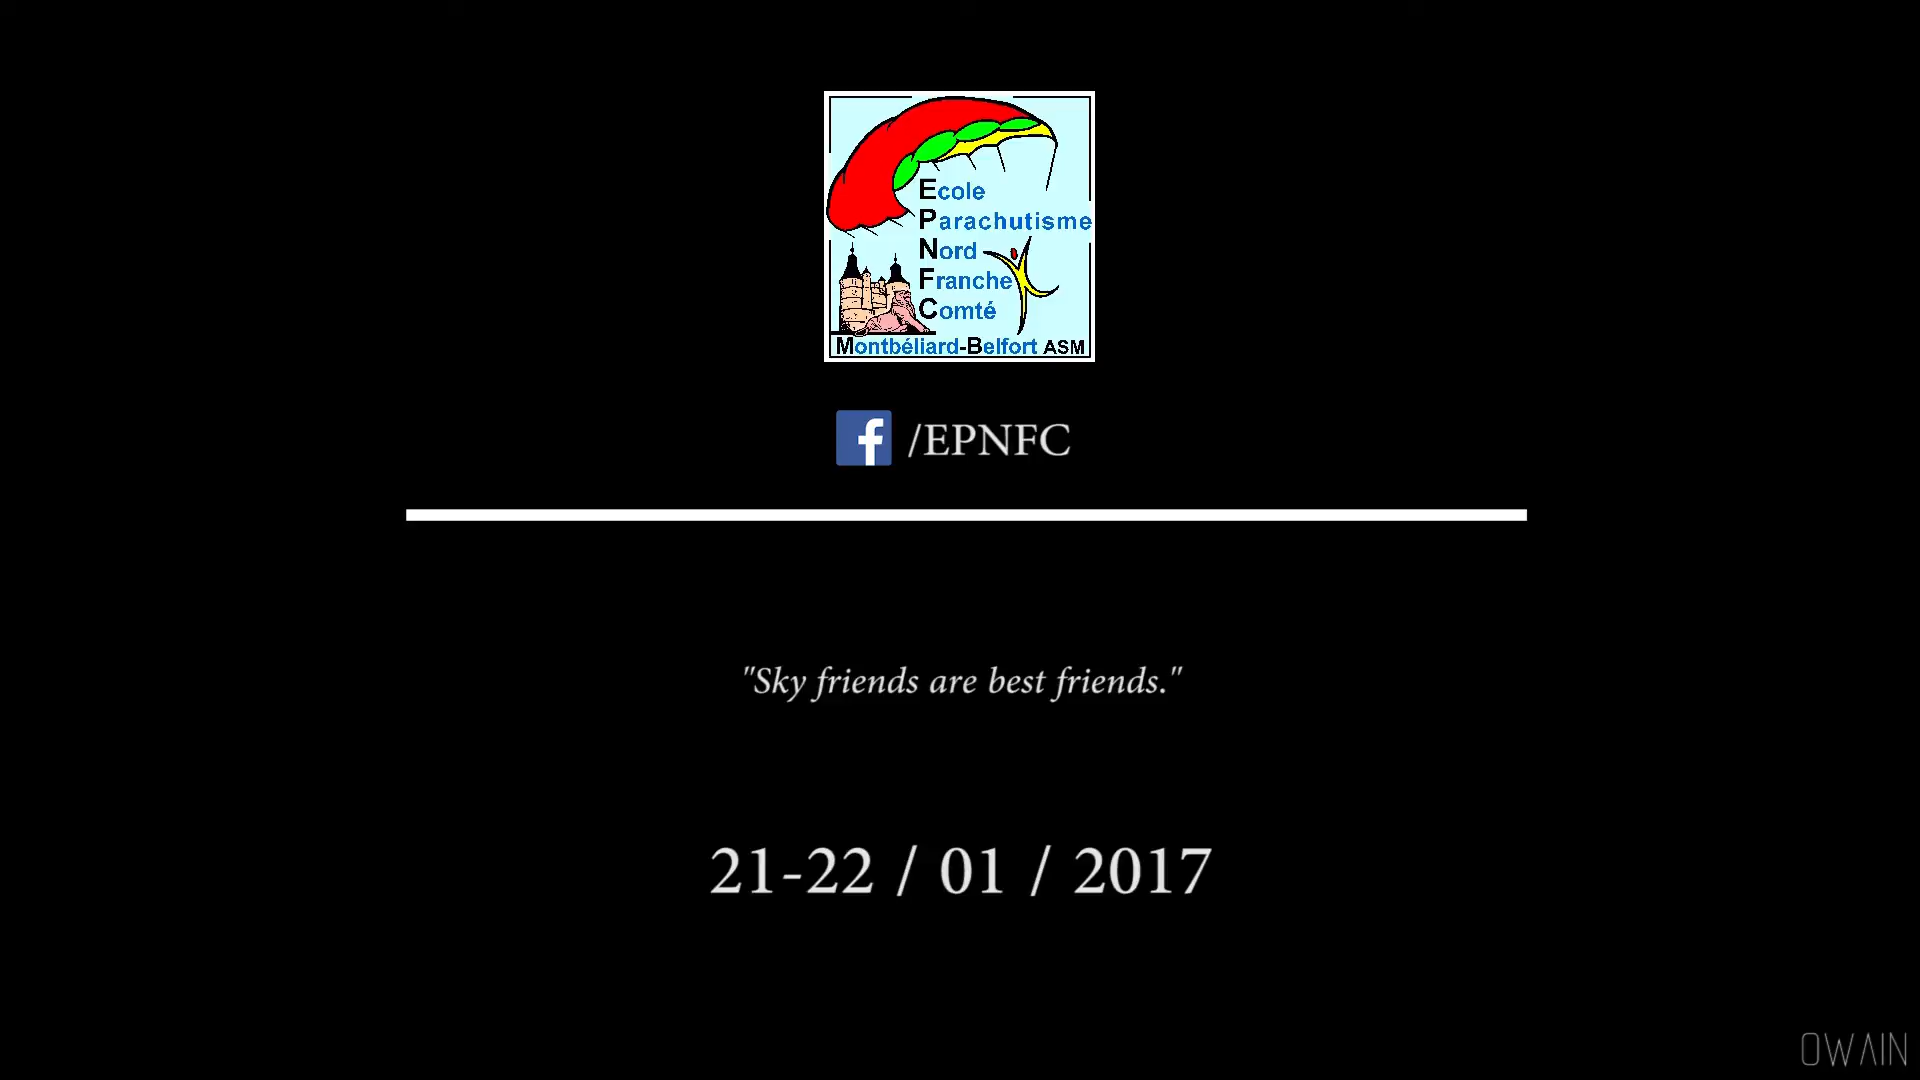 Ecole
Parachutisme
Nord
Franche
Comté
Montbéliard-Belfort ASM
/EPNFC
"Sky friends are best friends."
21-22 / 01 / 2017
OWAIN